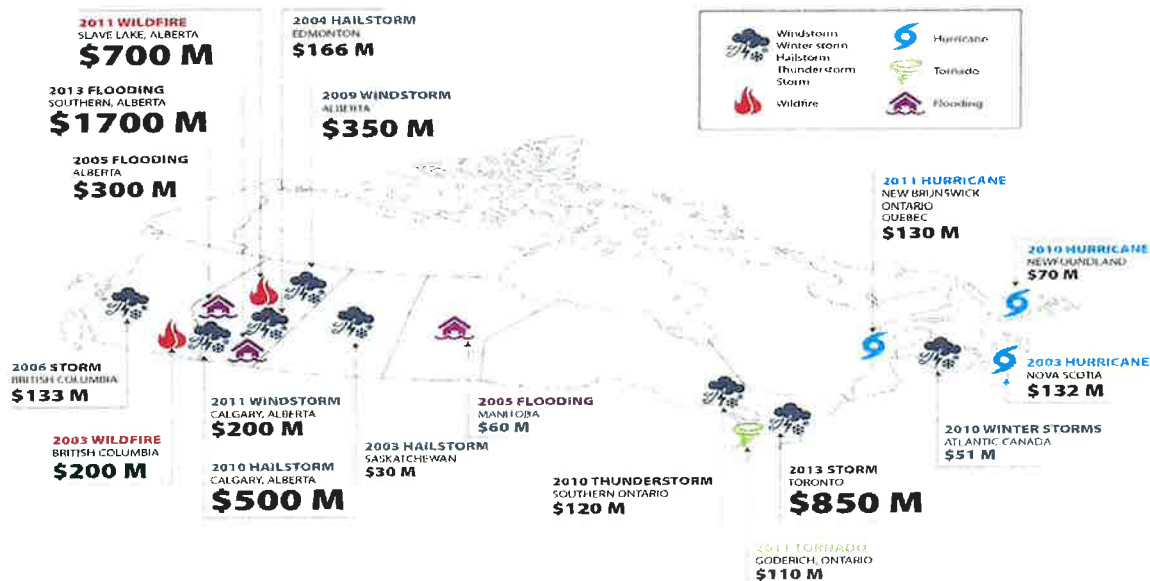 2011 WILDFIRE
SLAVE LAKE, ALBERTA
$700 M
2004 HAILSTORM
EDMONTON
$166 M
2013 FLOODING
SOUTHERN, ALBERTA
$1700 M
2009 WINDSTORM
ALBERTA
$350 M
2005 FLOODING
ALBERTA
$300 M
Windstorm
Winter storm
Hailstorm
Thunderstorm
Storm
Wildfire
Hurricane
Tornado
Flooding
2011 HURRICANE
NEW BRUNSWICK
ONTARIO
QUEBEC
$130 M
2010 HURRICANE
NEWFOUNDLAND
$70 M
2006 STORM
BRITISH COLUMBIA
$133 M
2003 WILDFIRE
BRITISH COLUMBIA
$200 M
2011 WINDSTORM
CALGARY, ALBERTA
$200 M
2010 HAILSTORM
CALGARY, ALBERTA
$500 M
2003 HAILSTORM
SASKATCHEWAN
$30 M
2005 FLOODING
MANITOBA
$60 M
2010 THUNDERSTORM
SOUTHERN ONTARIO
$120 M
2013 STORM
TORONTO
$850 M
2011 TORNADO
GODERICH, ONTARIO
$110 M
2003 HURRICANE
NOVA SCOTIA
$132 M
2010 WINTER STORMS
ATLANTIC CANADA
$51 M